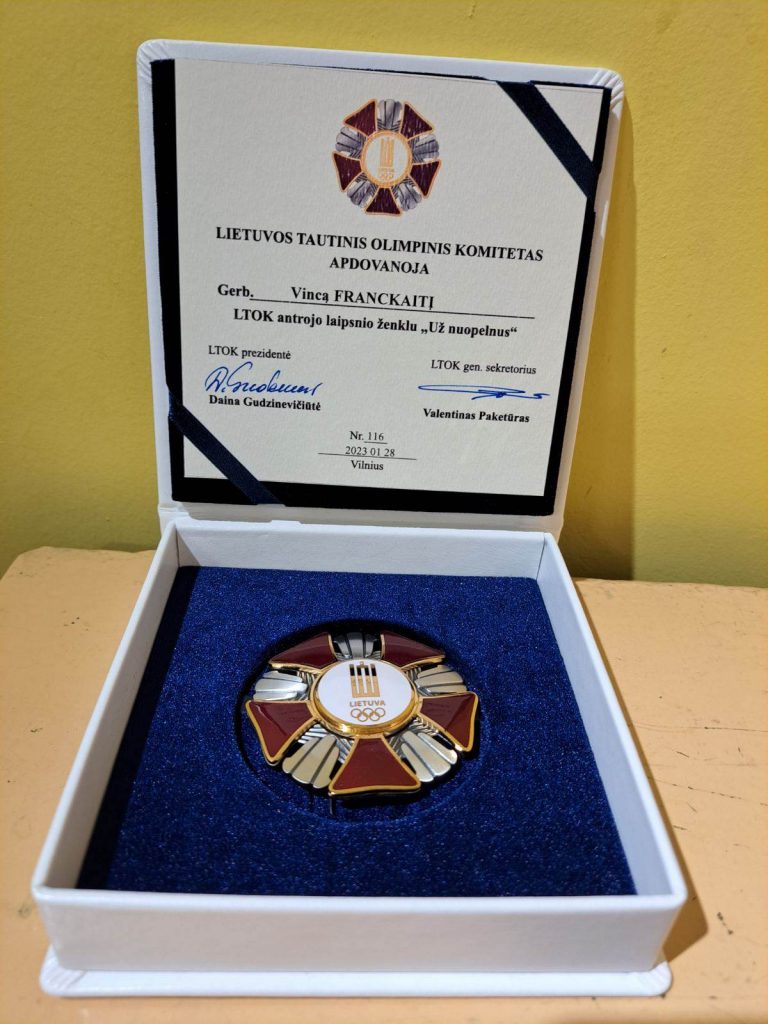 LIETUVOS TAUTINIS OLIMPINIS KOMITETAS
APDOVANOJA
Gerb. Vincą FRANCKAITĮ
LTOK antrojo laipsnio ženklu „Už nuopelnus“
LTOK prezidentė
LTOK gen. sekretorius
Daina Gudzinevičiūtė
Valentinas Paketūras
Nr. 116
2023 01 28
Vilnius
LIETUVA